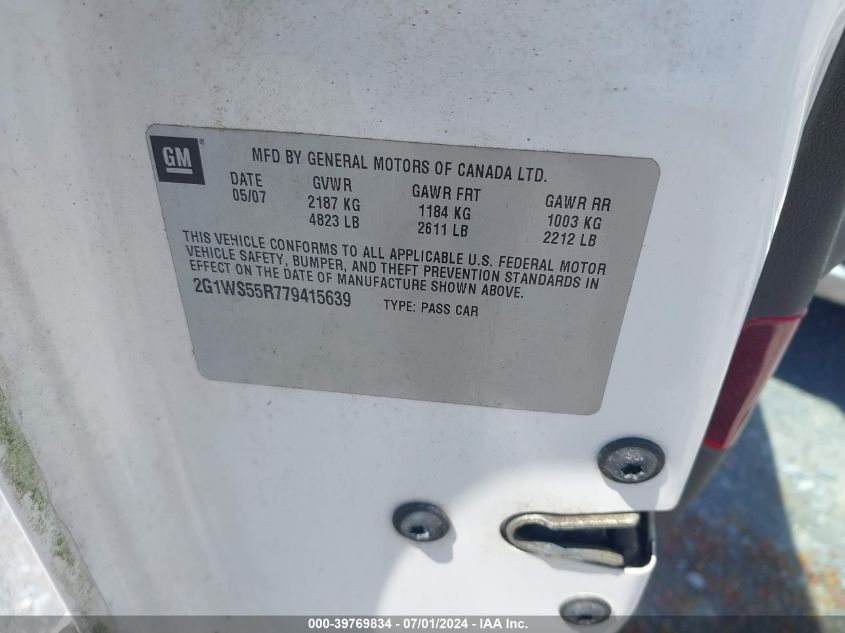 GM®
MFD BY GENERAL MOTORS OF CANADA LTD.
DATE GVWR GAWR FRT GAWR RR
05/07 2187 KG 1184 KG 1003 KG
4823 LB 2611 LB 2212 LB
THIS VEHICLE CONFORMS TO ALL APPLICABLE U.S. FEDERAL MOTOR
VEHICLE SAFETY, BUMPER, AND THEFT PREVENTION STANDARDS IN
EFFECT ON THE DATE OF MANUFACTURE SHOWN ABOVE.
2G1WS55R779415639 TYPE: PASS CAR
000-39769834 - 07/01/2024 - IAA Inc.